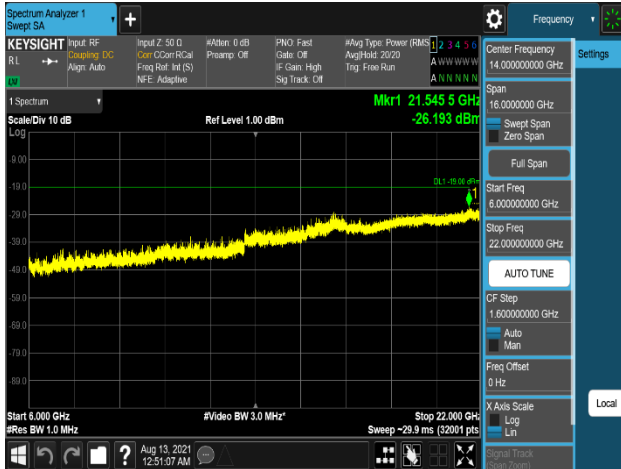 Spectrum Analyzer 1
Swept SA
+
Frequency
KEYSIGHT
RL
LVI
Input: RF
Coupling: DC
Align: Auto
Input Z: 50 Ω
Corr CCorr RCal
Freq Ref: Int (S)
NFE: Adaptive
#Atten: 0 dB
Preamp: Off
PNO: Fast
Gate: Off
IF Gain: High
Sig Track: Off
#Avg Type: Power (RMS
Avg|Hold: 20/20
Trig: Free Run
1 2 3 4 5 6
A W W W W W
A N N N N N
1 Spectrum
Scale/Div 10 dB
Log
Ref Level 1.00 dBm
Mkr1 21.545 5 GHz
-26.193 dBm
-9.00
-19.0
-29.0
-39.0
-49.0
-59.0
-69.0
-79.0
-89.0
DL1 -19.00 dBm
1
Start 6.000 GHz
#Res BW 1.0 MHz
#Video BW 3.0 MHz*
Stop 22.000 GHz
Sweep ~29.9 ms (32001 pts
?
Aug 13, 2021
12:51:07 AM
Center Frequency
14.000000000 GHz
Span
16.0000000 GHz
Swept Span
Zero Span
Full Span
Start Freq
6.000000000 GHz
Stop Freq
22.000000000 GHz
AUTO TUNE
CF Step
1.600000000 GHz
Auto
Man
Freq Offset
0 Hz
X Axis Scale
Log
Lin
Signal Track
(Span Zoom)
Settings
Local